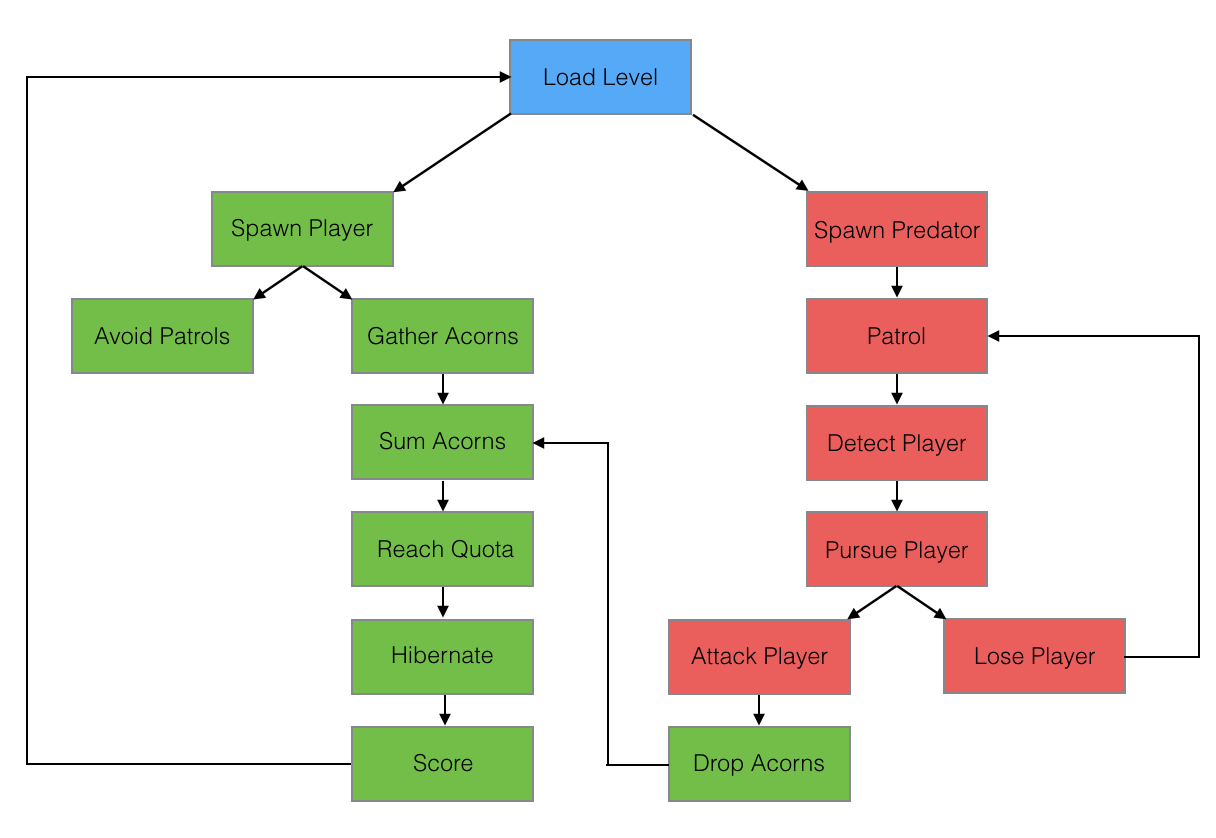 Load Level
Spawn Player
Spawn Predator
Avoid Patrols
Gather Acorns
Patrol
Sum Acorns
Detect Player
Reach Quota
Pursue Player
Hibernate
Attack Player
Lose Player
Score
Drop Acorns